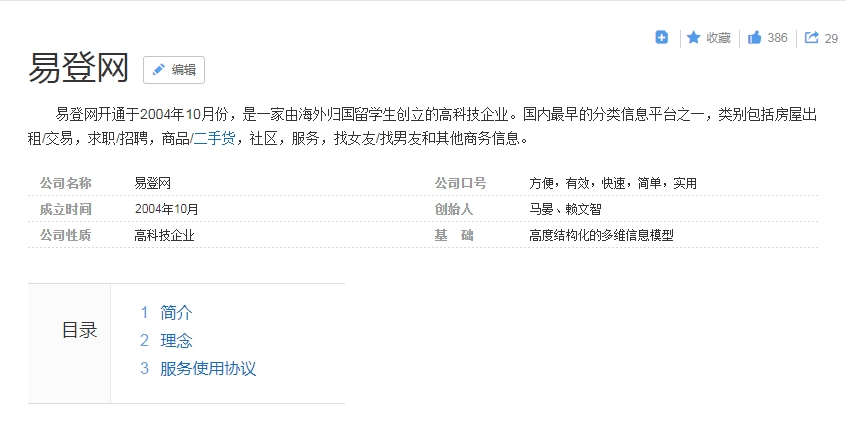 收藏 386 29
易登网 编辑
易登网开通于2004年10月份，是一家由海外归国留学生创立的高科技企业。国内最早的分类信息平台之一，类别包括房屋出
租/交易，求职/招聘，商品/二手货，社区，服务，找女友/找男友和其他商务信息。
公司名称 易登网 公司口号 方便，有效，快速，简单，实用
成立时间 2004年10月 创始人 马晏、赖文智
公司性质 高科技企业 基 础 高度结构化的多维信息模型
目录
1 简介
2 理念
3 服务使用协议